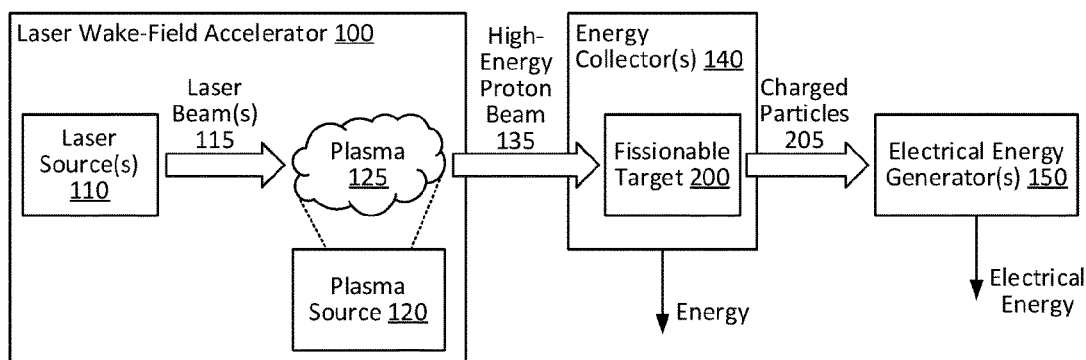 Laser Wake-Field Accelerator 100
Laser
Source(s)
110
Laser
Beam(s)
115
Plasma
125
Plasma
Source 120
High-
Energy
Proton
Beam
135
Energy
Collector(s) 140
Fissionable
Target 200
Energy
Charged
Particles
205
Electrical Energy
Generator(s) 150
Electrical
Energy